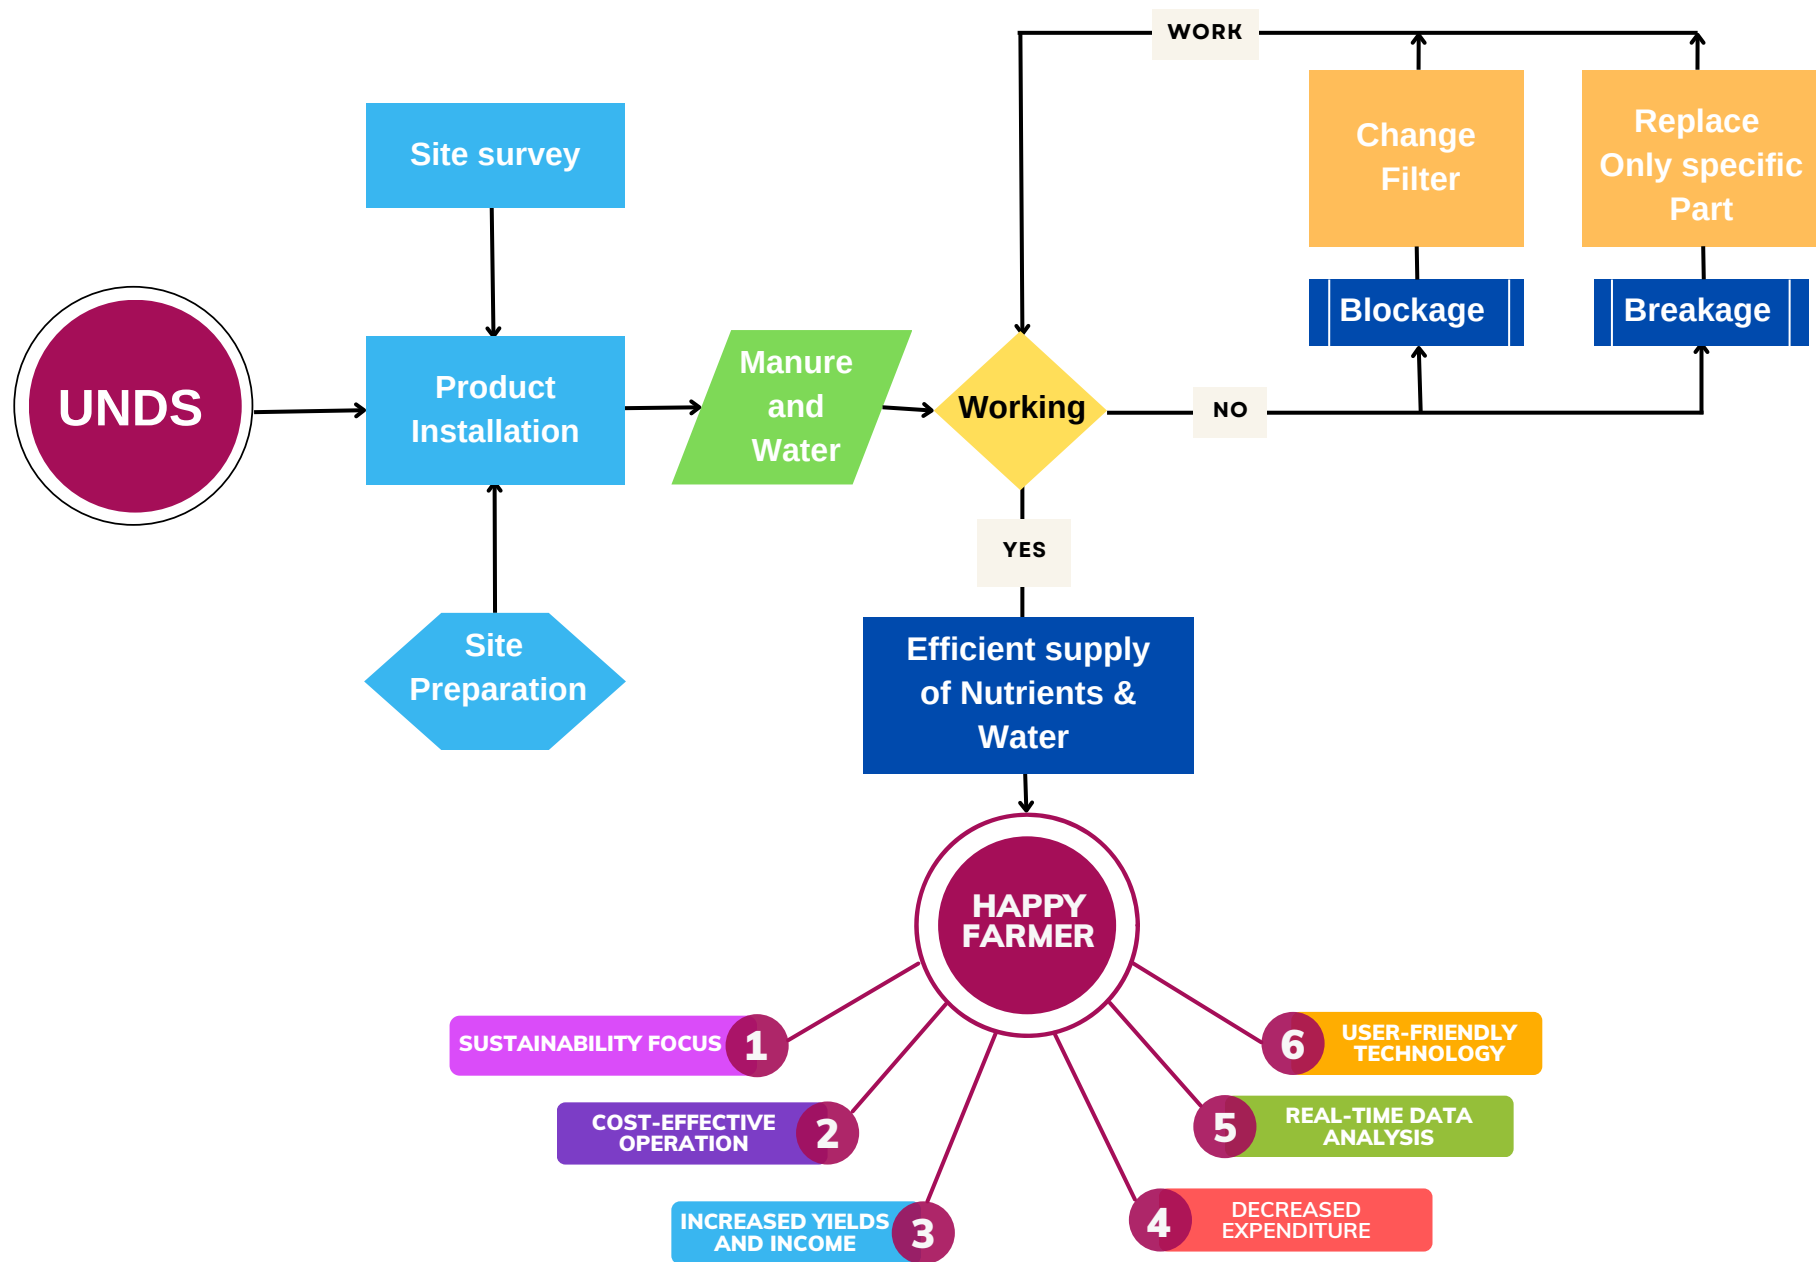 WORK
Site survey
Change
Filter
Replace
Only specific
Part
UNDS
Product
Installation
Manure
and
Water
Working
NO
Blockage
Breakage
YES
Site
Preparation
Efficient supply
of Nutrients &
Water
HAPPY
FARMER
SUSTAINABILITY FOCUS
1
COST-EFFECTIVE
OPERATION
2
INCREASED YIELDS
AND INCOME
3
4
DECREASED
EXPENDITURE
5
REAL-TIME DATA
ANALYSIS
6
USER-FRIENDLY
TECHNOLOGY